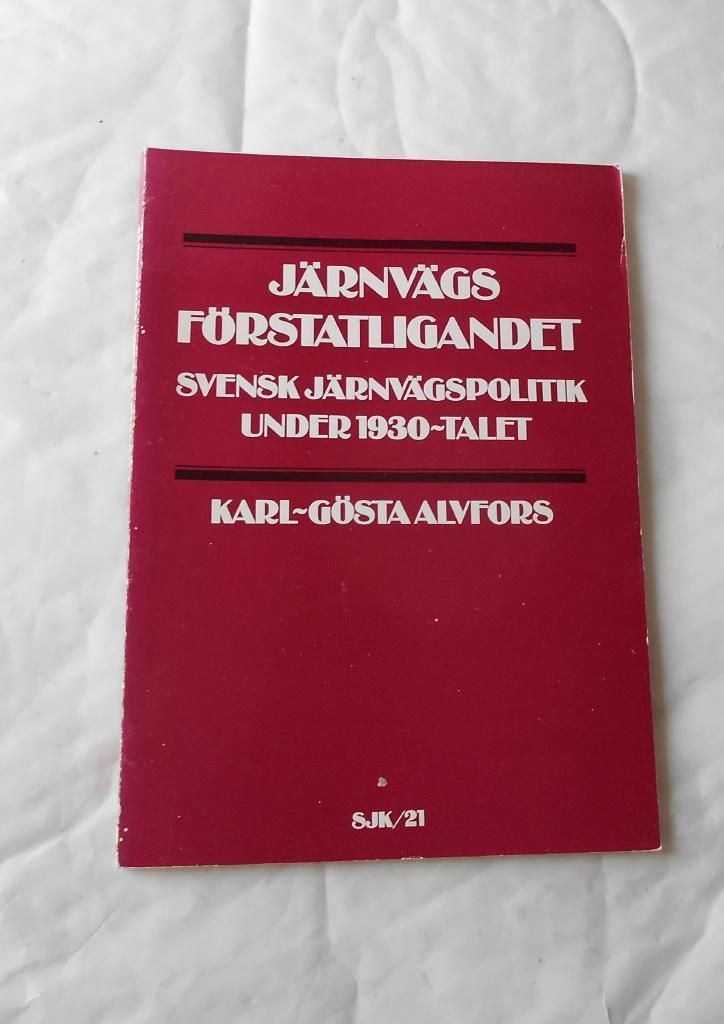 JÄRNVÄGS
FÖRSTATLIGANDET
SVENSK JÄRNVÄGSPOLITIK
UNDER 1930~TALET
KARL~GÖSTA ALVFORS
SJK/21